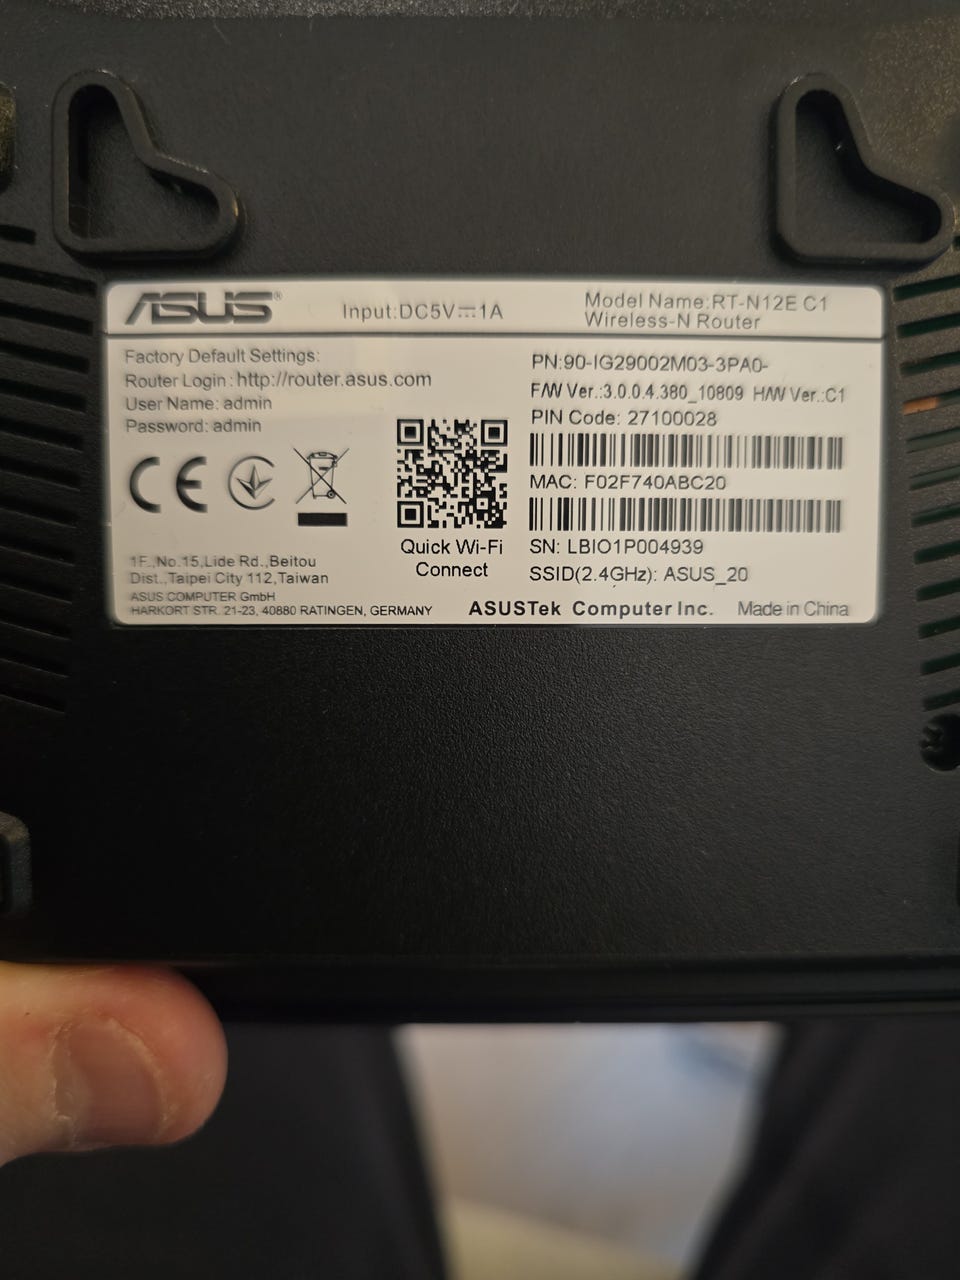 ASUS®
Input:DC5V⎓1A
Model Name:RT-N12E C1
Wireless-N Router
Factory Default Settings:
Router Login : http://router.asus.com
User Name: admin
Password: admin
CE
1F.,No.15,Lide Rd.,Beitou
Dist.,Taipei City 112,Taiwan
ASUS COMPUTER GmbH
HARKORT STR. 21-23, 40880 RATINGEN, GERMANY
Quick Wi-Fi
Connect
PN:90-IG29002M03-3PA0-
F/W Ver.:3.0.0.4.380_10809 H/W Ver.:C1
PIN Code: 27100028
MAC: F02F740ABC20
SN: LBIO1P004939
SSID(2.4GHz): ASUS_20
ASUSTek Computer Inc. Made in China